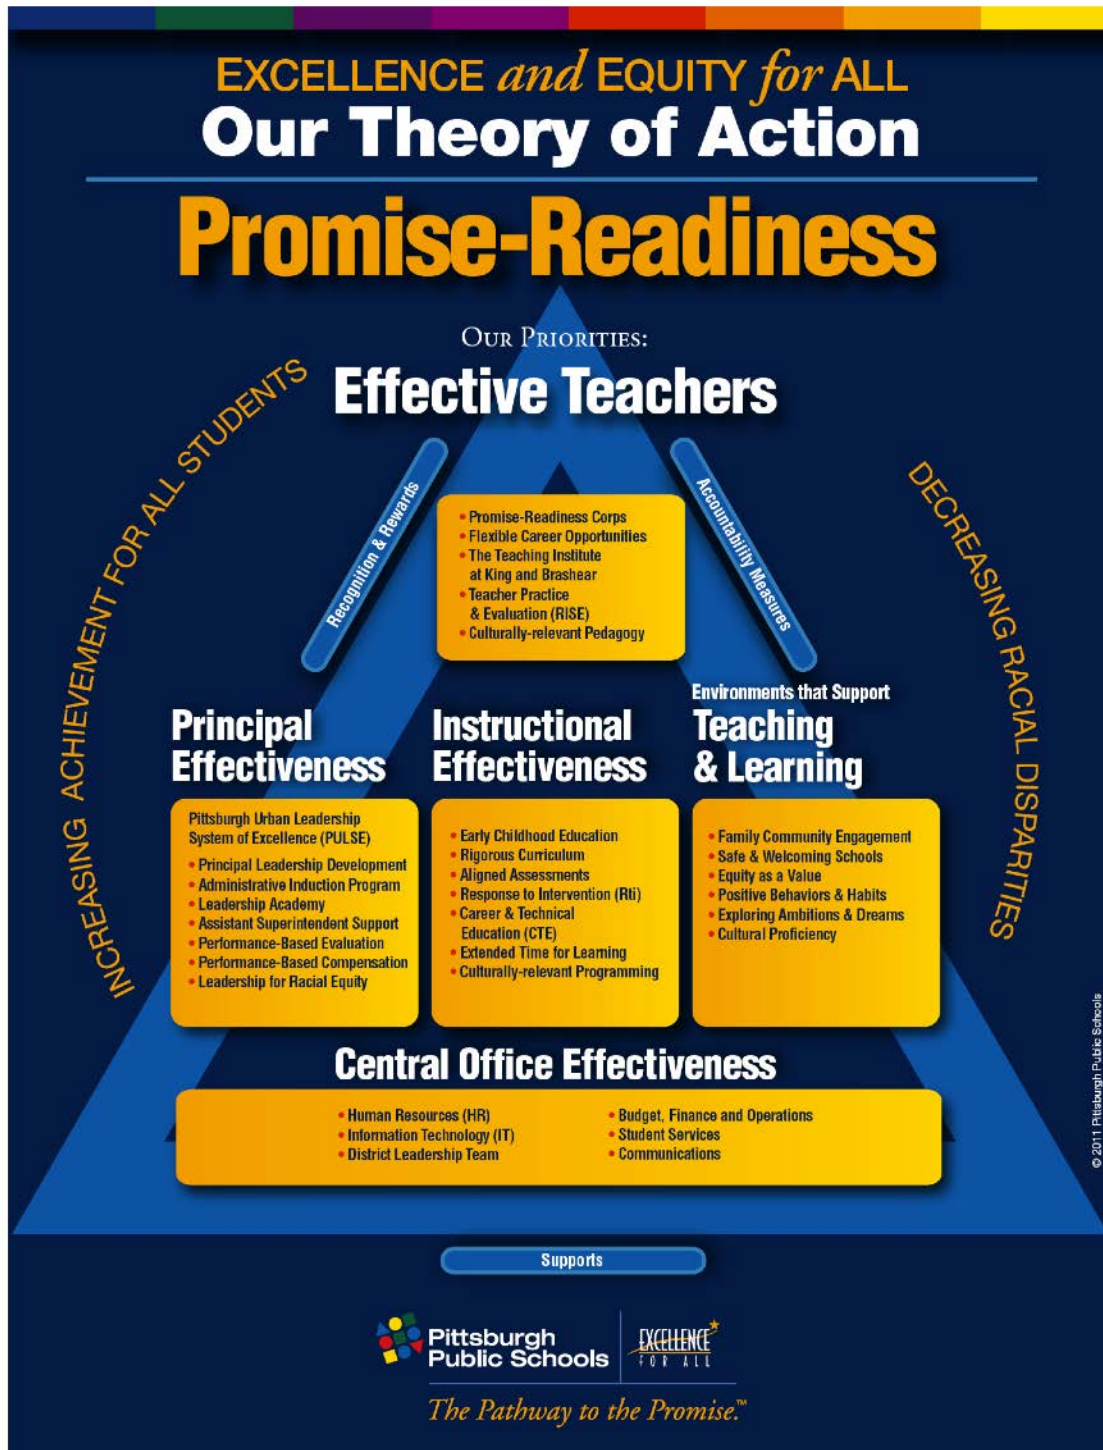 EXCELLENCE and EQUITY for ALL
Our Theory of Action
Promise-Readiness
OUR PRIORITIES:
Effective Teachers
INCREASING ACHIEVEMENT FOR ALL STUDENTS
DECREASING RACIAL DISPARITIES
Recognition & Rewards
Accountability Measures
• Promise-Readiness Corps
• Flexible Career Opportunities
• The Teaching Institute
at King and Brashear
• Teacher Practice
& Evaluation (RISE)
• Culturally-relevant Pedagogy
Principal
Effectiveness
Pittsburgh Urban Leadership
System of Excellence (PULSE)
• Principal Leadership Development
• Administrative Induction Program
• Leadership Academy
• Assistant Superintendent Support
• Performance-Based Evaluation
• Performance-Based Compensation
• Leadership for Racial Equity
Instructional
Effectiveness
• Early Childhood Education
• Rigorous Curriculum
• Aligned Assessments
• Response to Intervention (RtI)
• Career & Technical
Education (CTE)
• Extended Time for Learning
• Culturally-relevant Programming
Environments that Support
Teaching
& Learning
• Family Community Engagement
• Safe & Welcoming Schools
• Equity as a Value
• Positive Behaviors & Habits
• Exploring Ambitions & Dreams
• Cultural Proficiency
Central Office Effectiveness
• Human Resources (HR)
• Information Technology (IT)
• District Leadership Team
• Budget, Finance and Operations
• Student Services
• Communications
© 2011 Pittsburgh Public Schools
Supports
Pittsburgh
Public Schools
EXCELLENCE
FOR ALL
The Pathway to the Promise.™